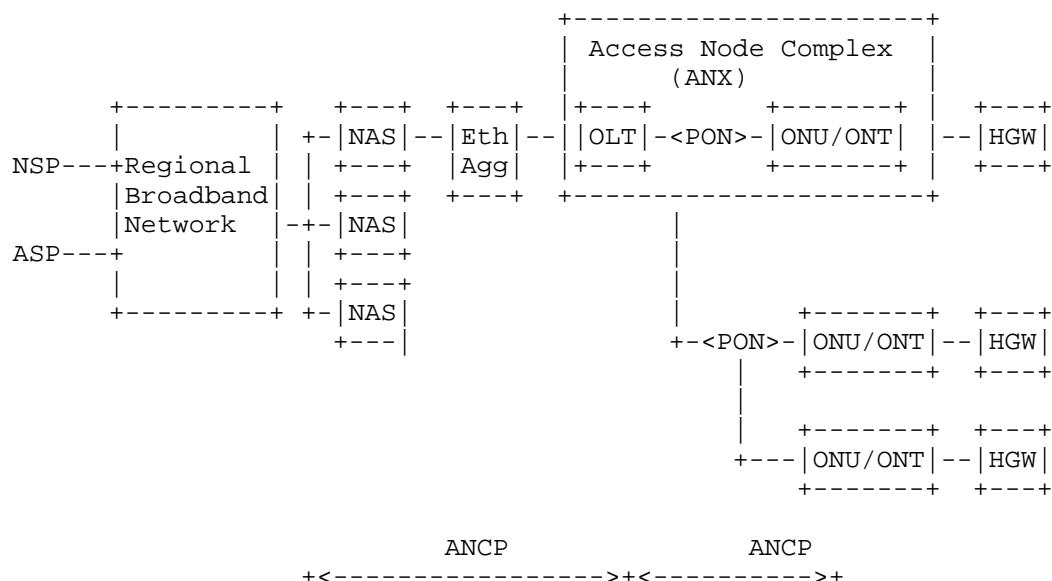 Access Node Complex
(ANX)
NAS Eth OLT <PON> ONU/ONT HGW
NSP Regional Agg
Broadband
Network NAS
ASP
NAS
<PON> ONU/ONT HGW
ONU/ONT HGW
ANCP ANCP